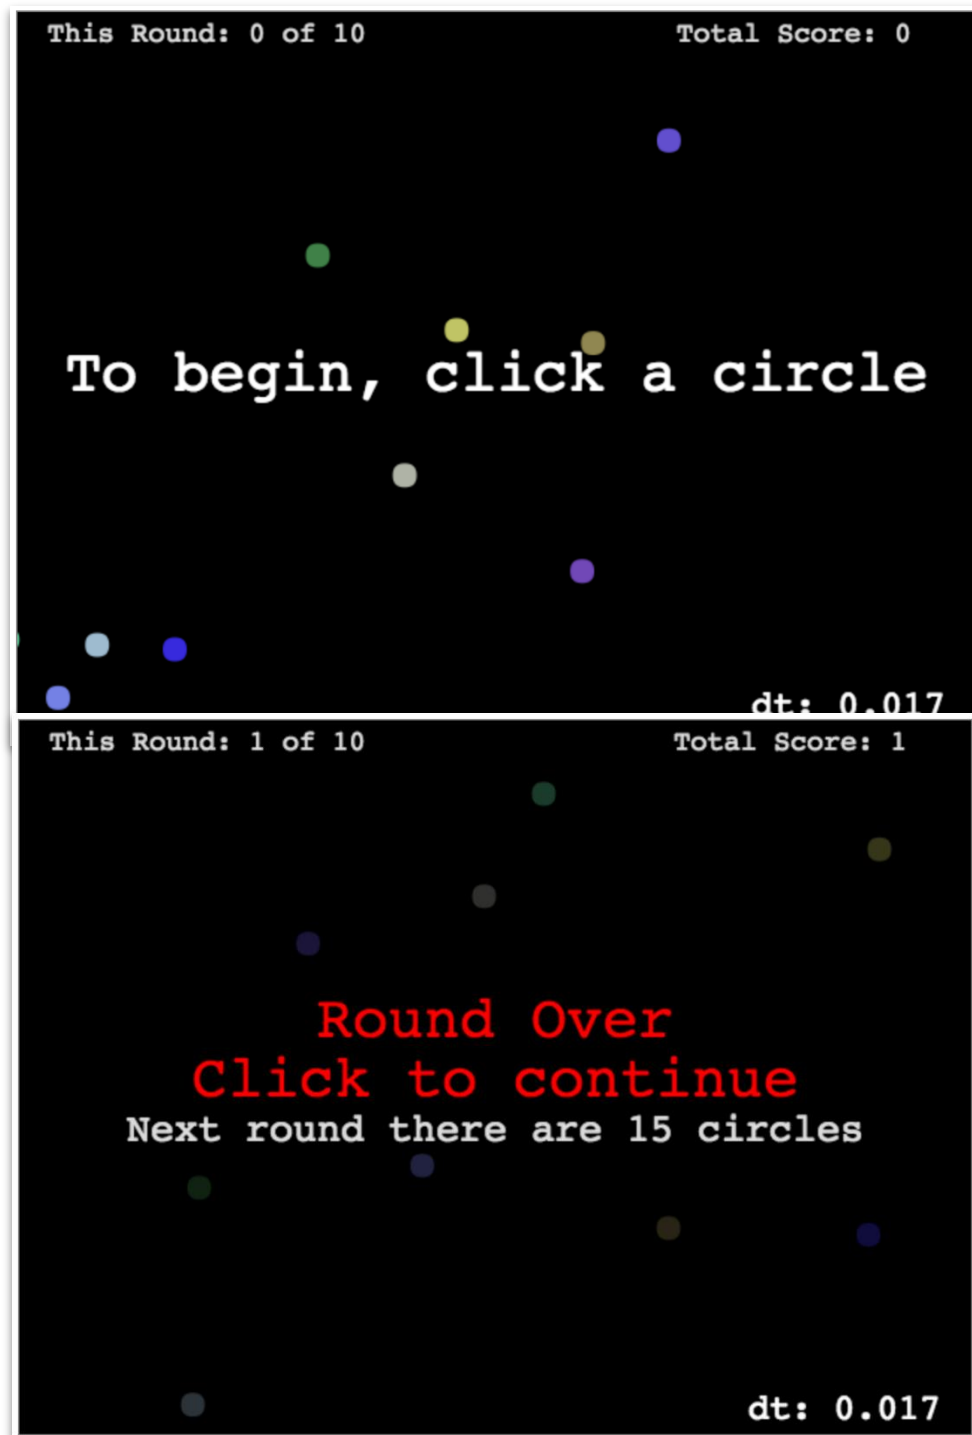 This Round: 0 of 10 Total Score: 0
To begin, click a circle
dt: 0.017
This Round: 1 of 10 Total Score: 1
Round Over
Click to continue
Next round there are 15 circles
dt: 0.017